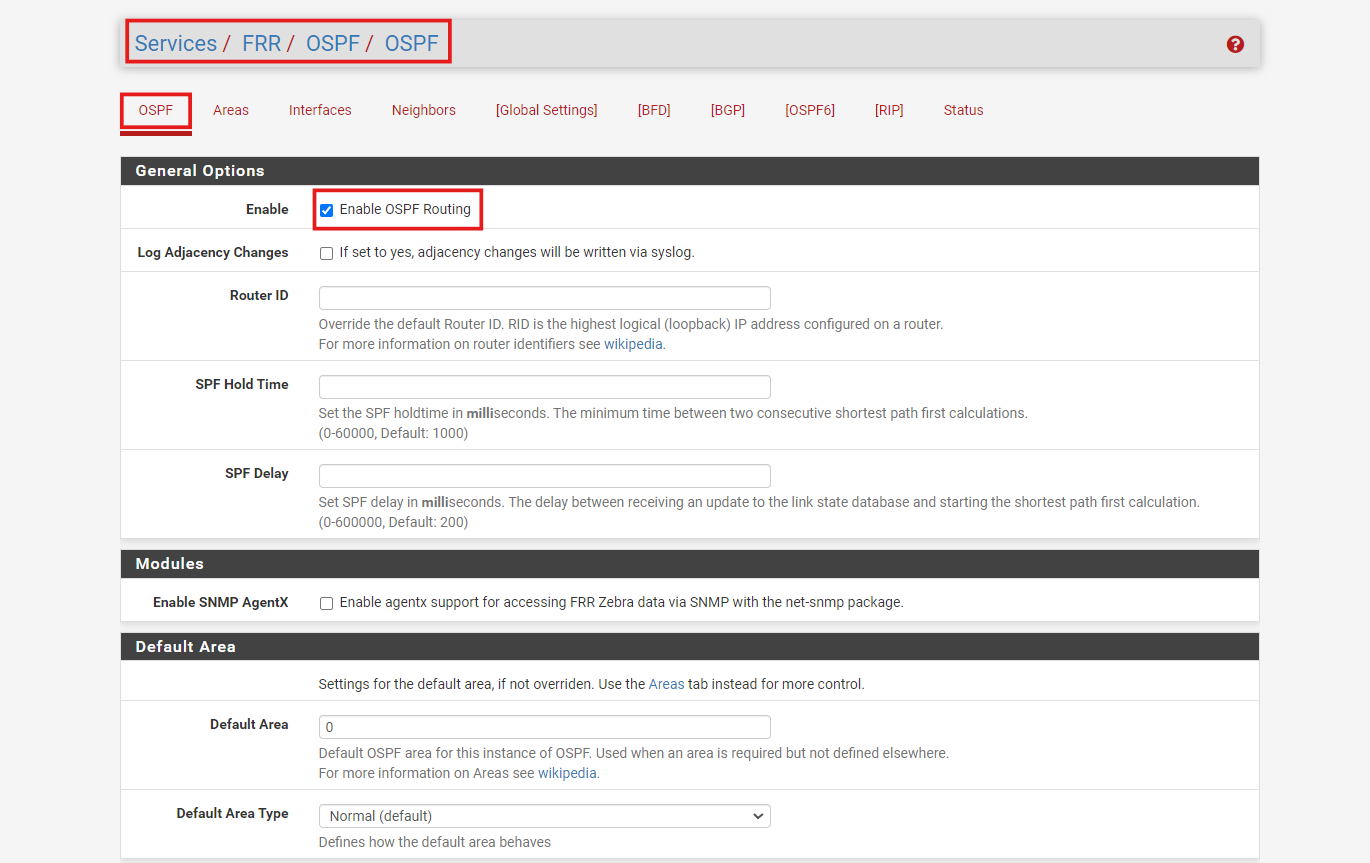 Services / FRR / OSPF / OSPF
OSPF Areas Interfaces Neighbors [Global Settings] [BFD] [BGP] [OSPF6] [RIP] Status
General Options
Enable Enable OSPF Routing
Log Adjacency Changes If set to yes, adjacency changes will be written via syslog.
Router ID
Override the default Router ID. RID is the highest logical (loopback) IP address configured on a router.
For more information on router identifiers see wikipedia.
SPF Hold Time
Set the SPF holdtime in milliseconds. The minimum time between two consecutive shortest path first calculations.
(0-60000, Default: 1000)
SPF Delay
Set SPF delay in milliseconds. The delay between receiving an update to the link state database and starting the shortest path first calculation.
(0-600000, Default: 200)
Modules
Enable SNMP AgentX Enable agentx support for accessing FRR Zebra data via SNMP with the net-snmp package.
Default Area
Settings for the default area, if not overriden. Use the Areas tab instead for more control.
Default Area 0
Default OSPF area for this instance of OSPF. Used when an area is required but not defined elsewhere.
For more information on Areas see wikipedia.
Default Area Type Normal (default)
Defines how the default area behaves